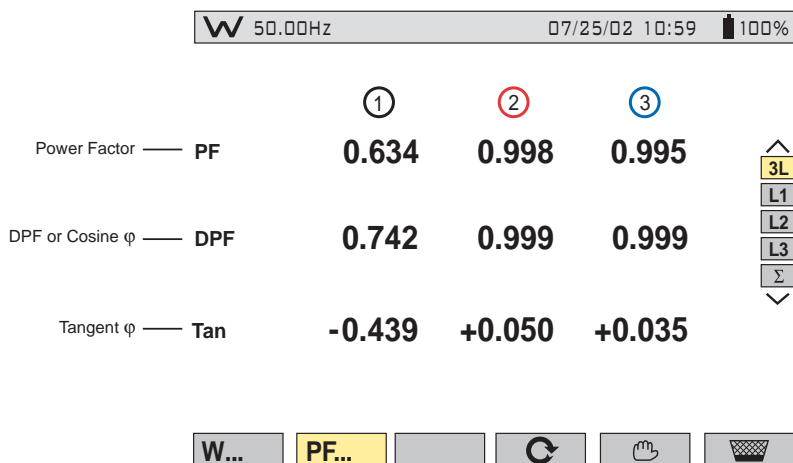 W 50.00Hz 07/25/02 10:59 100%
1 2 3
Power Factor PF 0.634 0.998 0.995
3L
L1
L2
DPF or Cosine φ DPF 0.742 0.999 0.999
L3
Σ
Tangent φ Tan -0.439 +0.050 +0.035
W... PF...